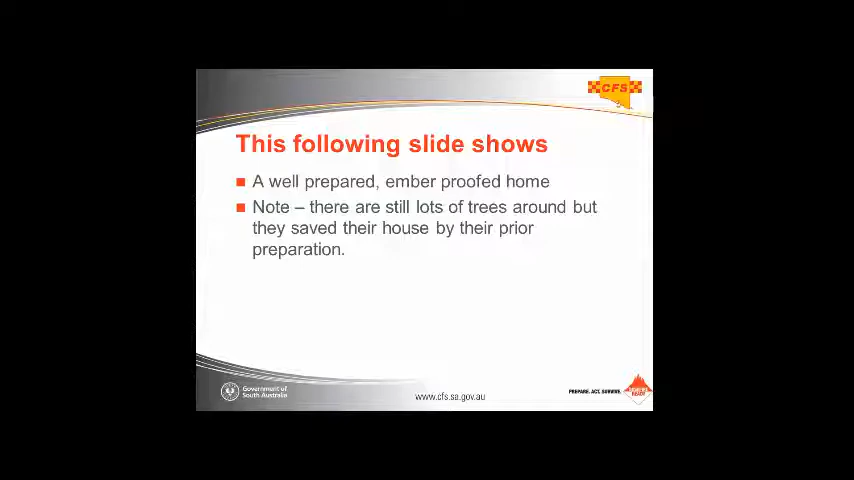 CFS
This following slide shows
A well prepared, ember proofed home
Note – there are still lots of trees around but
they saved their house by their prior
preparation.
Government of
South Australia
www.cfs.sa.gov.au
PREPARE. ACT. SURVIVE.
READY